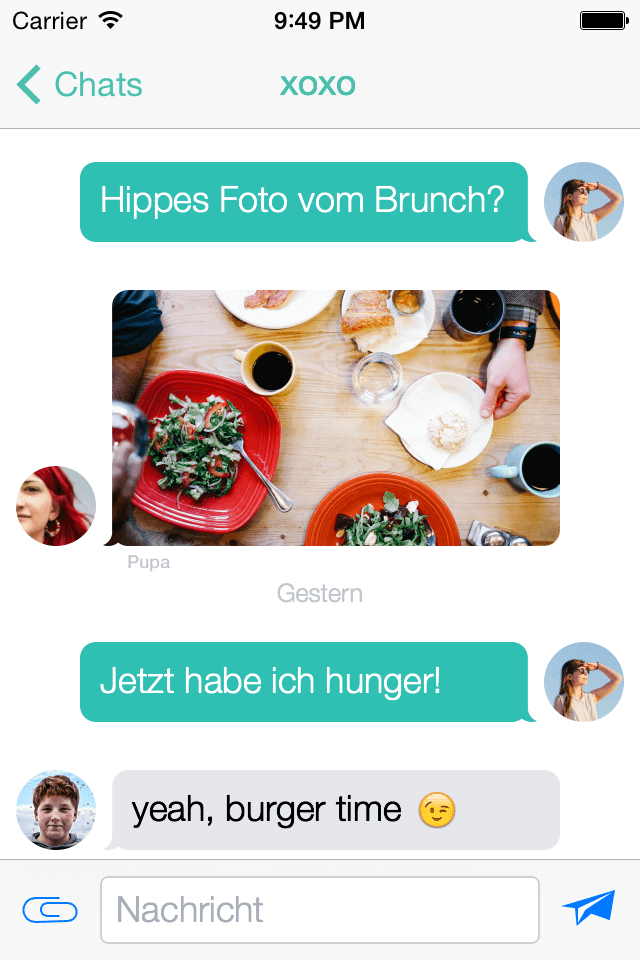 Carrier 9:49 PM
Chats xoxo
Hippes Foto vom Brunch?
Pupa
Gestern
Jetzt habe ich hunger!
yeah, burger time 😉
Nachricht